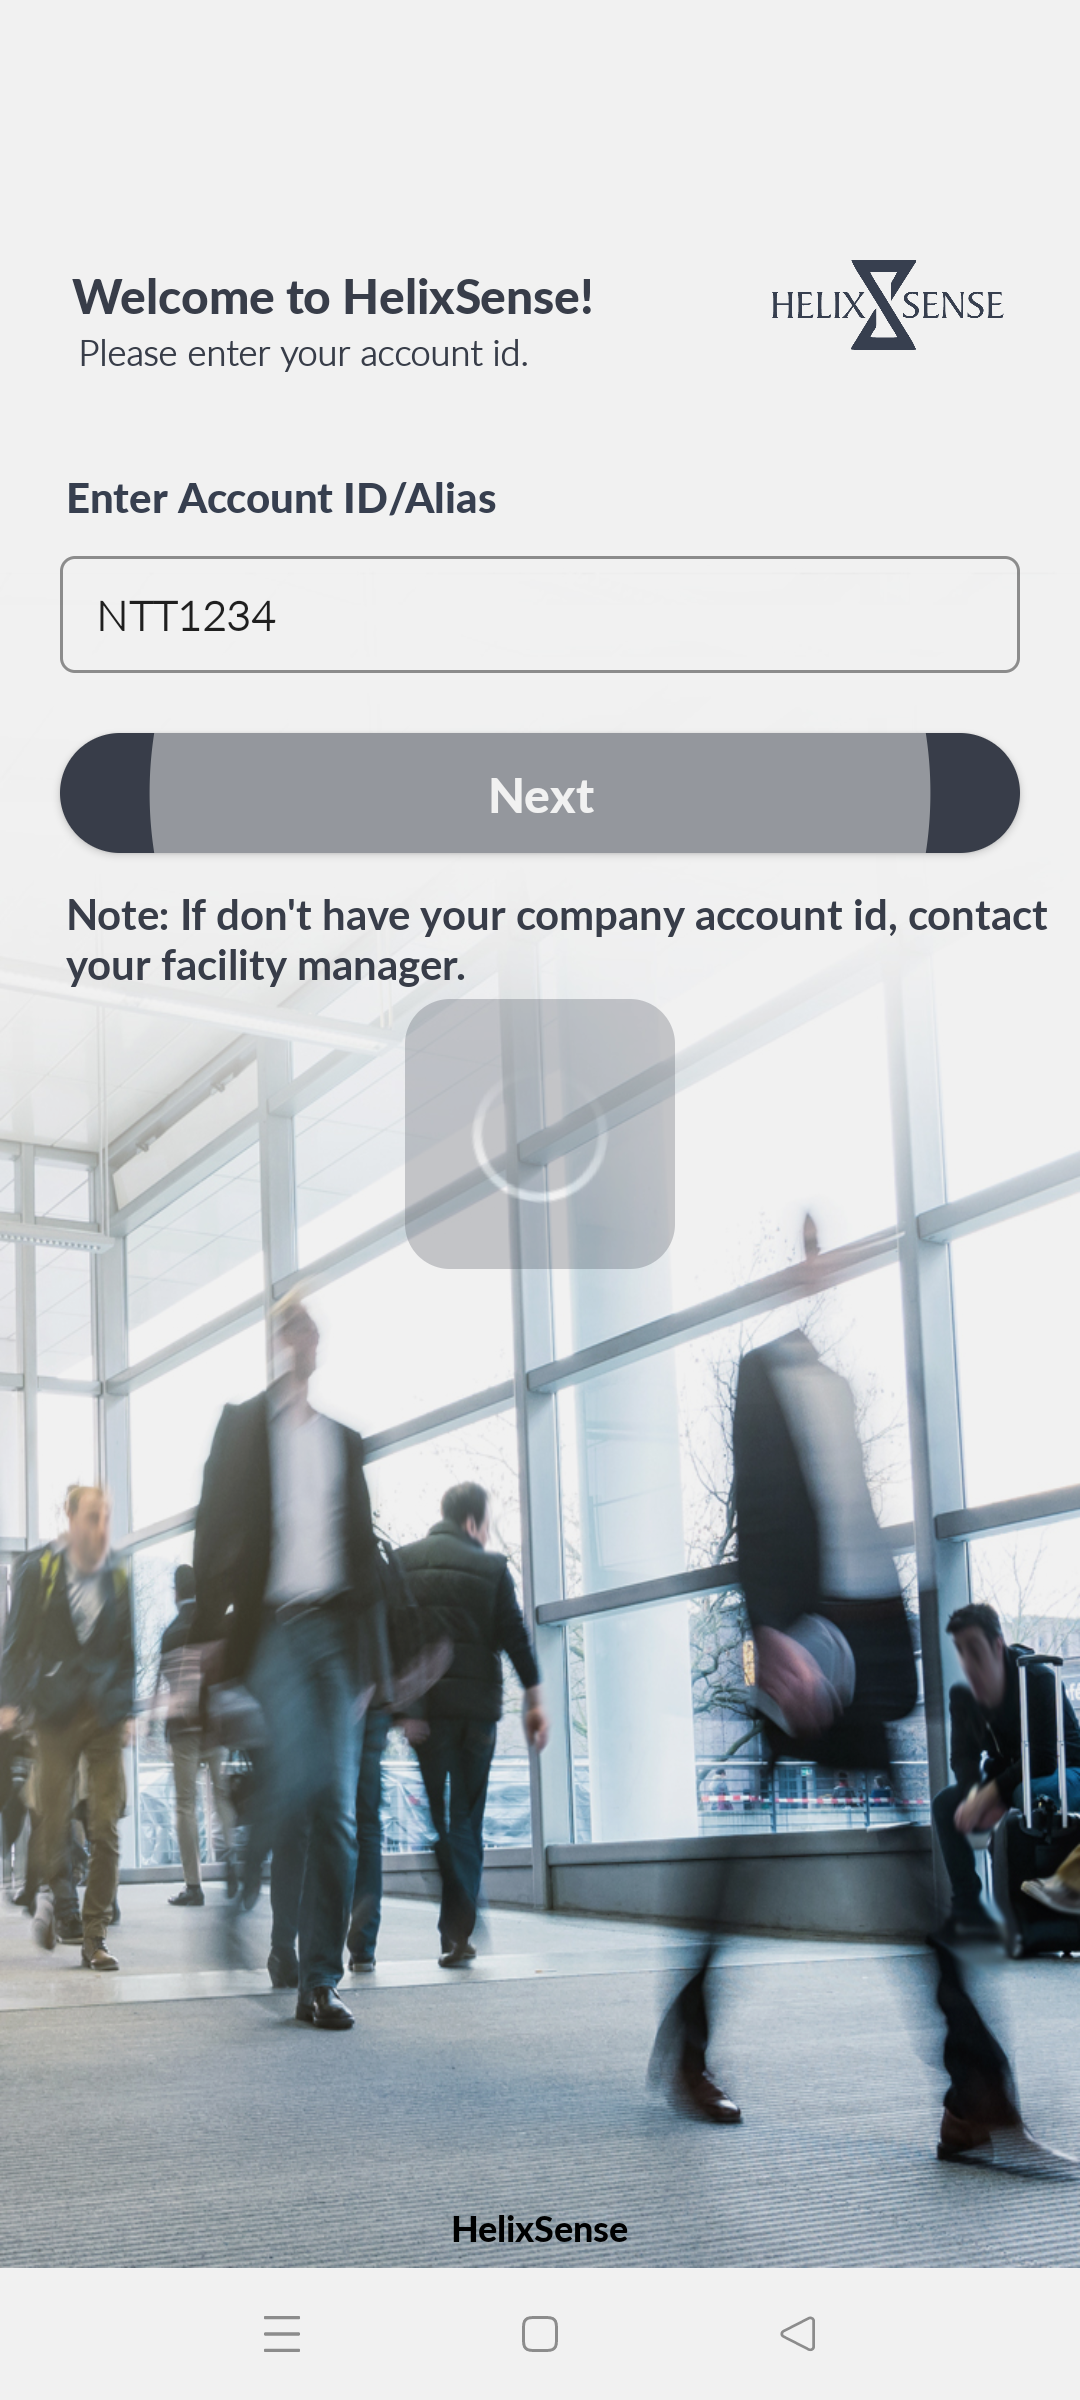 Welcome to HelixSense!
HELIX SENSE
Please enter your account id.
Enter Account ID/Alias
NTT1234
Next
Note: If don't have your company account id, contact
your facility manager.
HelixSense